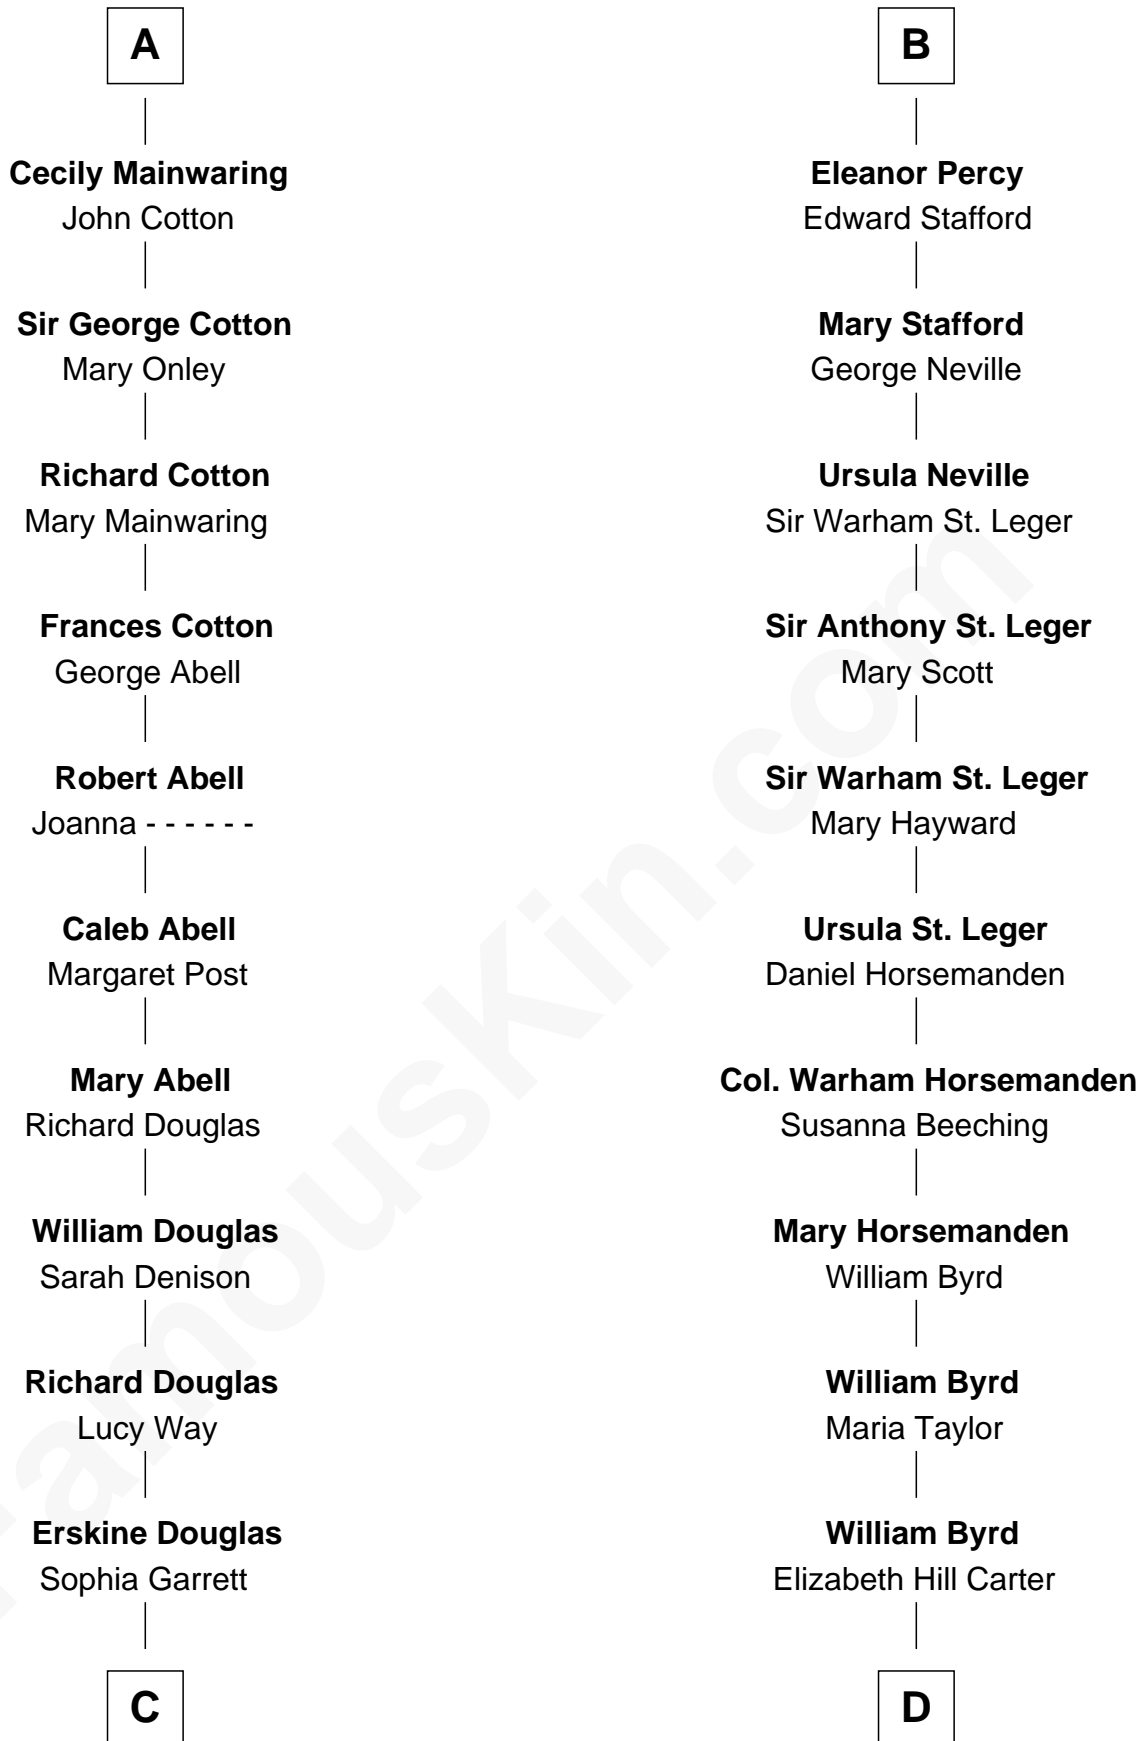 A
Cecily Mainwaring
John Cotton
Sir George Cotton
Mary Onley
Richard Cotton
Mary Mainwaring
Frances Cotton
George Abell
Robert Abell
Joanna - - - - - -
Caleb Abell
Margaret Post
Mary Abell
Richard Douglas
William Douglas
Sarah Denison
Richard Douglas
Lucy Way
Erskine Douglas
Sophia Garrett
C
B
Eleanor Percy
Edward Stafford
Mary Stafford
George Neville
Ursula Neville
Sir Warham St. Leger
Sir Anthony St. Leger
Mary Scott
Sir Warham St. Leger
Mary Hayward
Ursula St. Leger
Daniel Horsemanden
Col. Warham Horsemanden
Susanna Beeching
Mary Horsemanden
William Byrd
William Byrd
Maria Taylor
William Byrd
Elizabeth Hill Carter
D
FamousKin.com